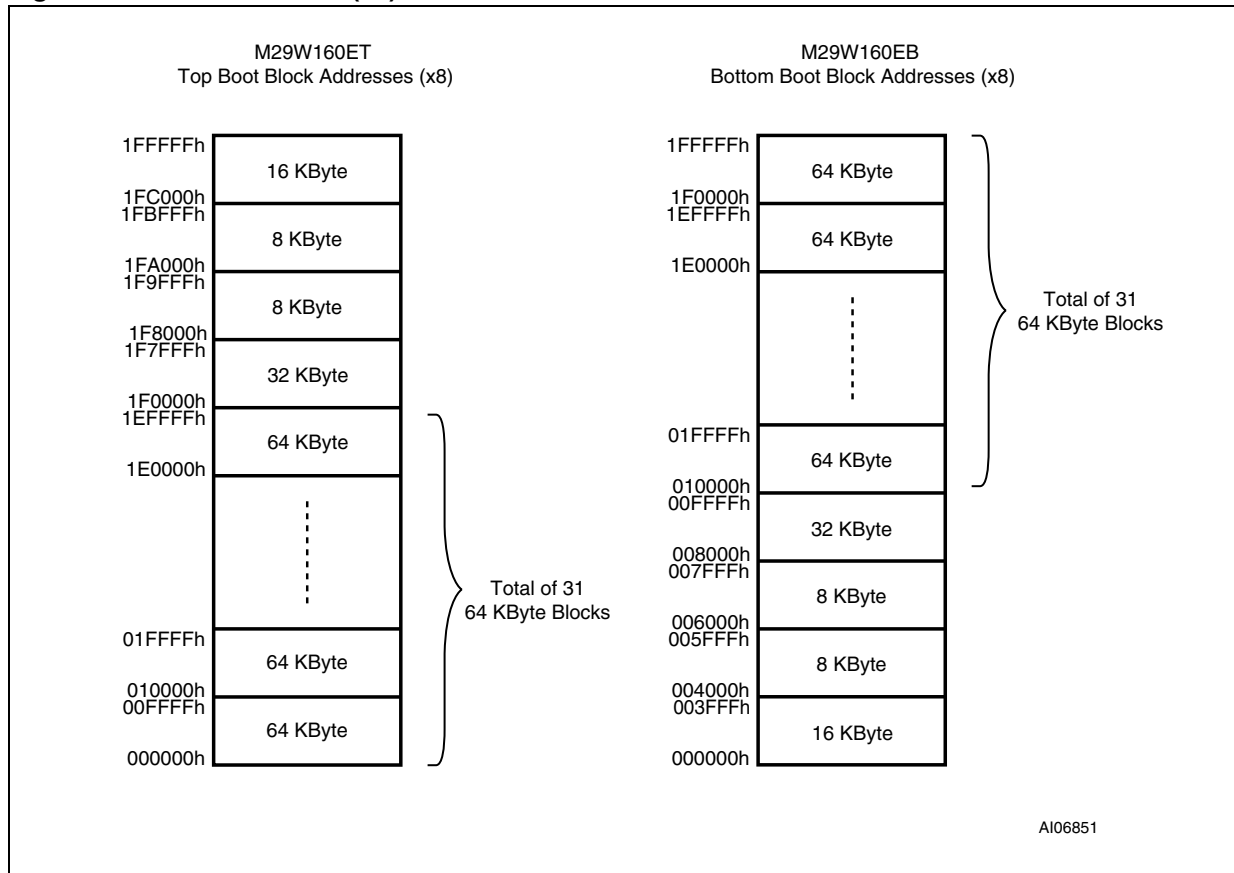 M29W160ET
Top Boot Block Addresses (x8)
1FFFFFh
16 KByte
1FC000h
1FBFFFh
8 KByte
1FA000h
1F9FFFh
8 KByte
1F8000h
1F7FFFh
32 KByte
1F0000h
1EFFFFh
64 KByte
1E0000h
Total of 31
64 KByte Blocks
01FFFFh
64 KByte
010000h
00FFFFh
64 KByte
000000h
M29W160EB
Bottom Boot Block Addresses (x8)
1FFFFFh
64 KByte
1F0000h
1EFFFFh
64 KByte
1E0000h
Total of 31
64 KByte Blocks
01FFFFh
64 KByte
010000h
00FFFFh
32 KByte
008000h
007FFFh
8 KByte
006000h
005FFFh
8 KByte
004000h
003FFFh
16 KByte
000000h
AI06851